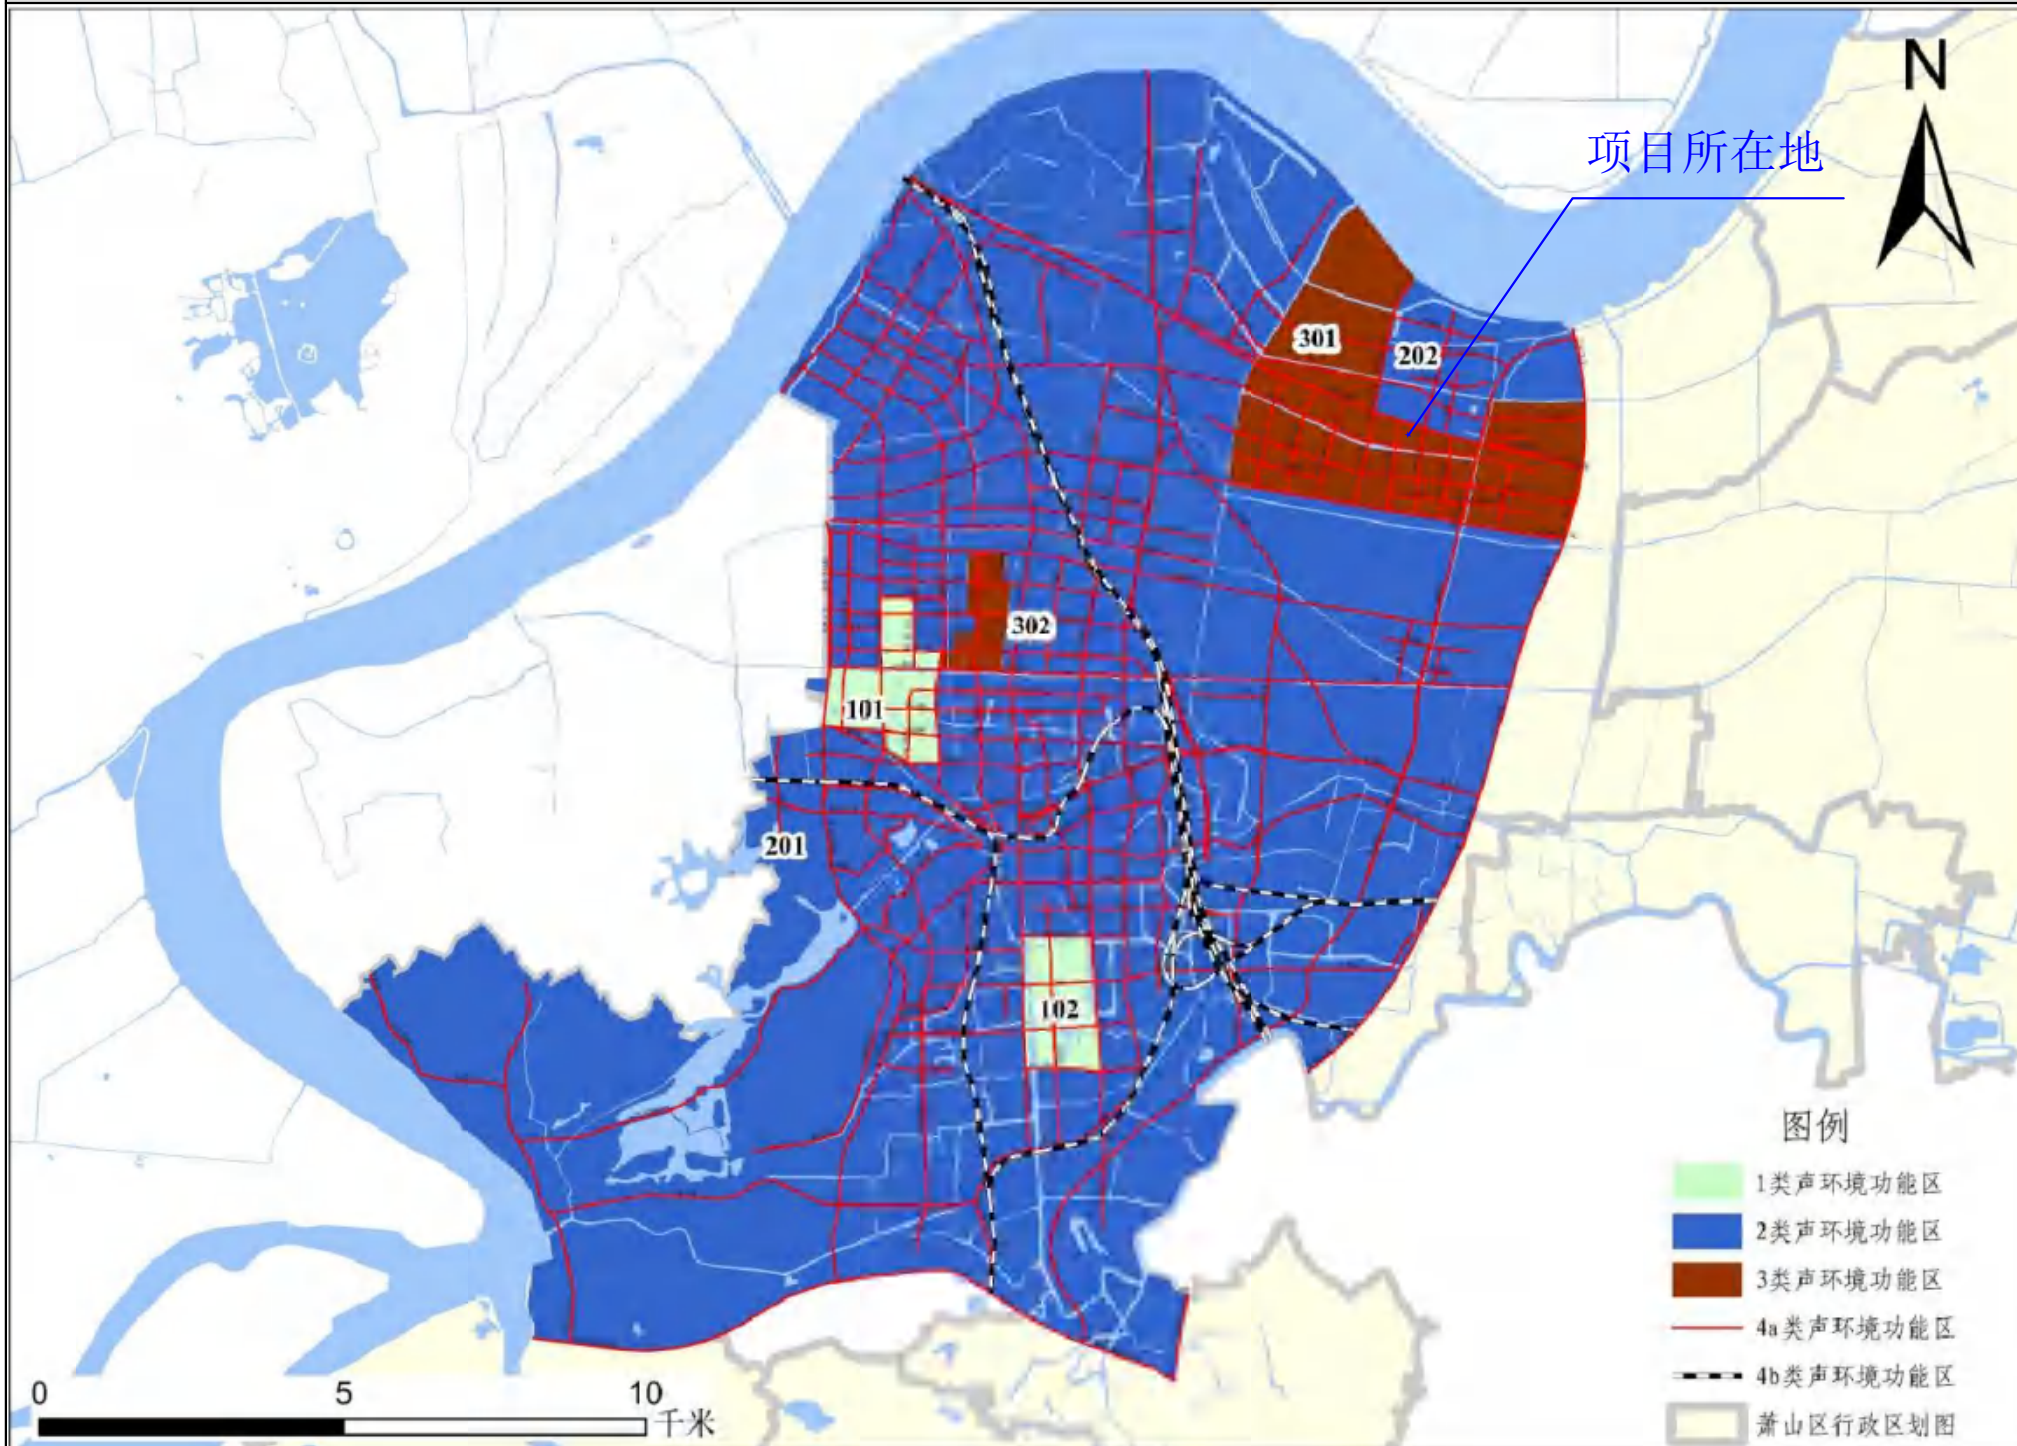 N
项目所在地
301
202
302
101
201
102
图例
1类声环境功能区
2类声环境功能区
3类声环境功能区
4a类声环境功能区
4b类声环境功能区
萧山区行政区划图
0 5 10
千米